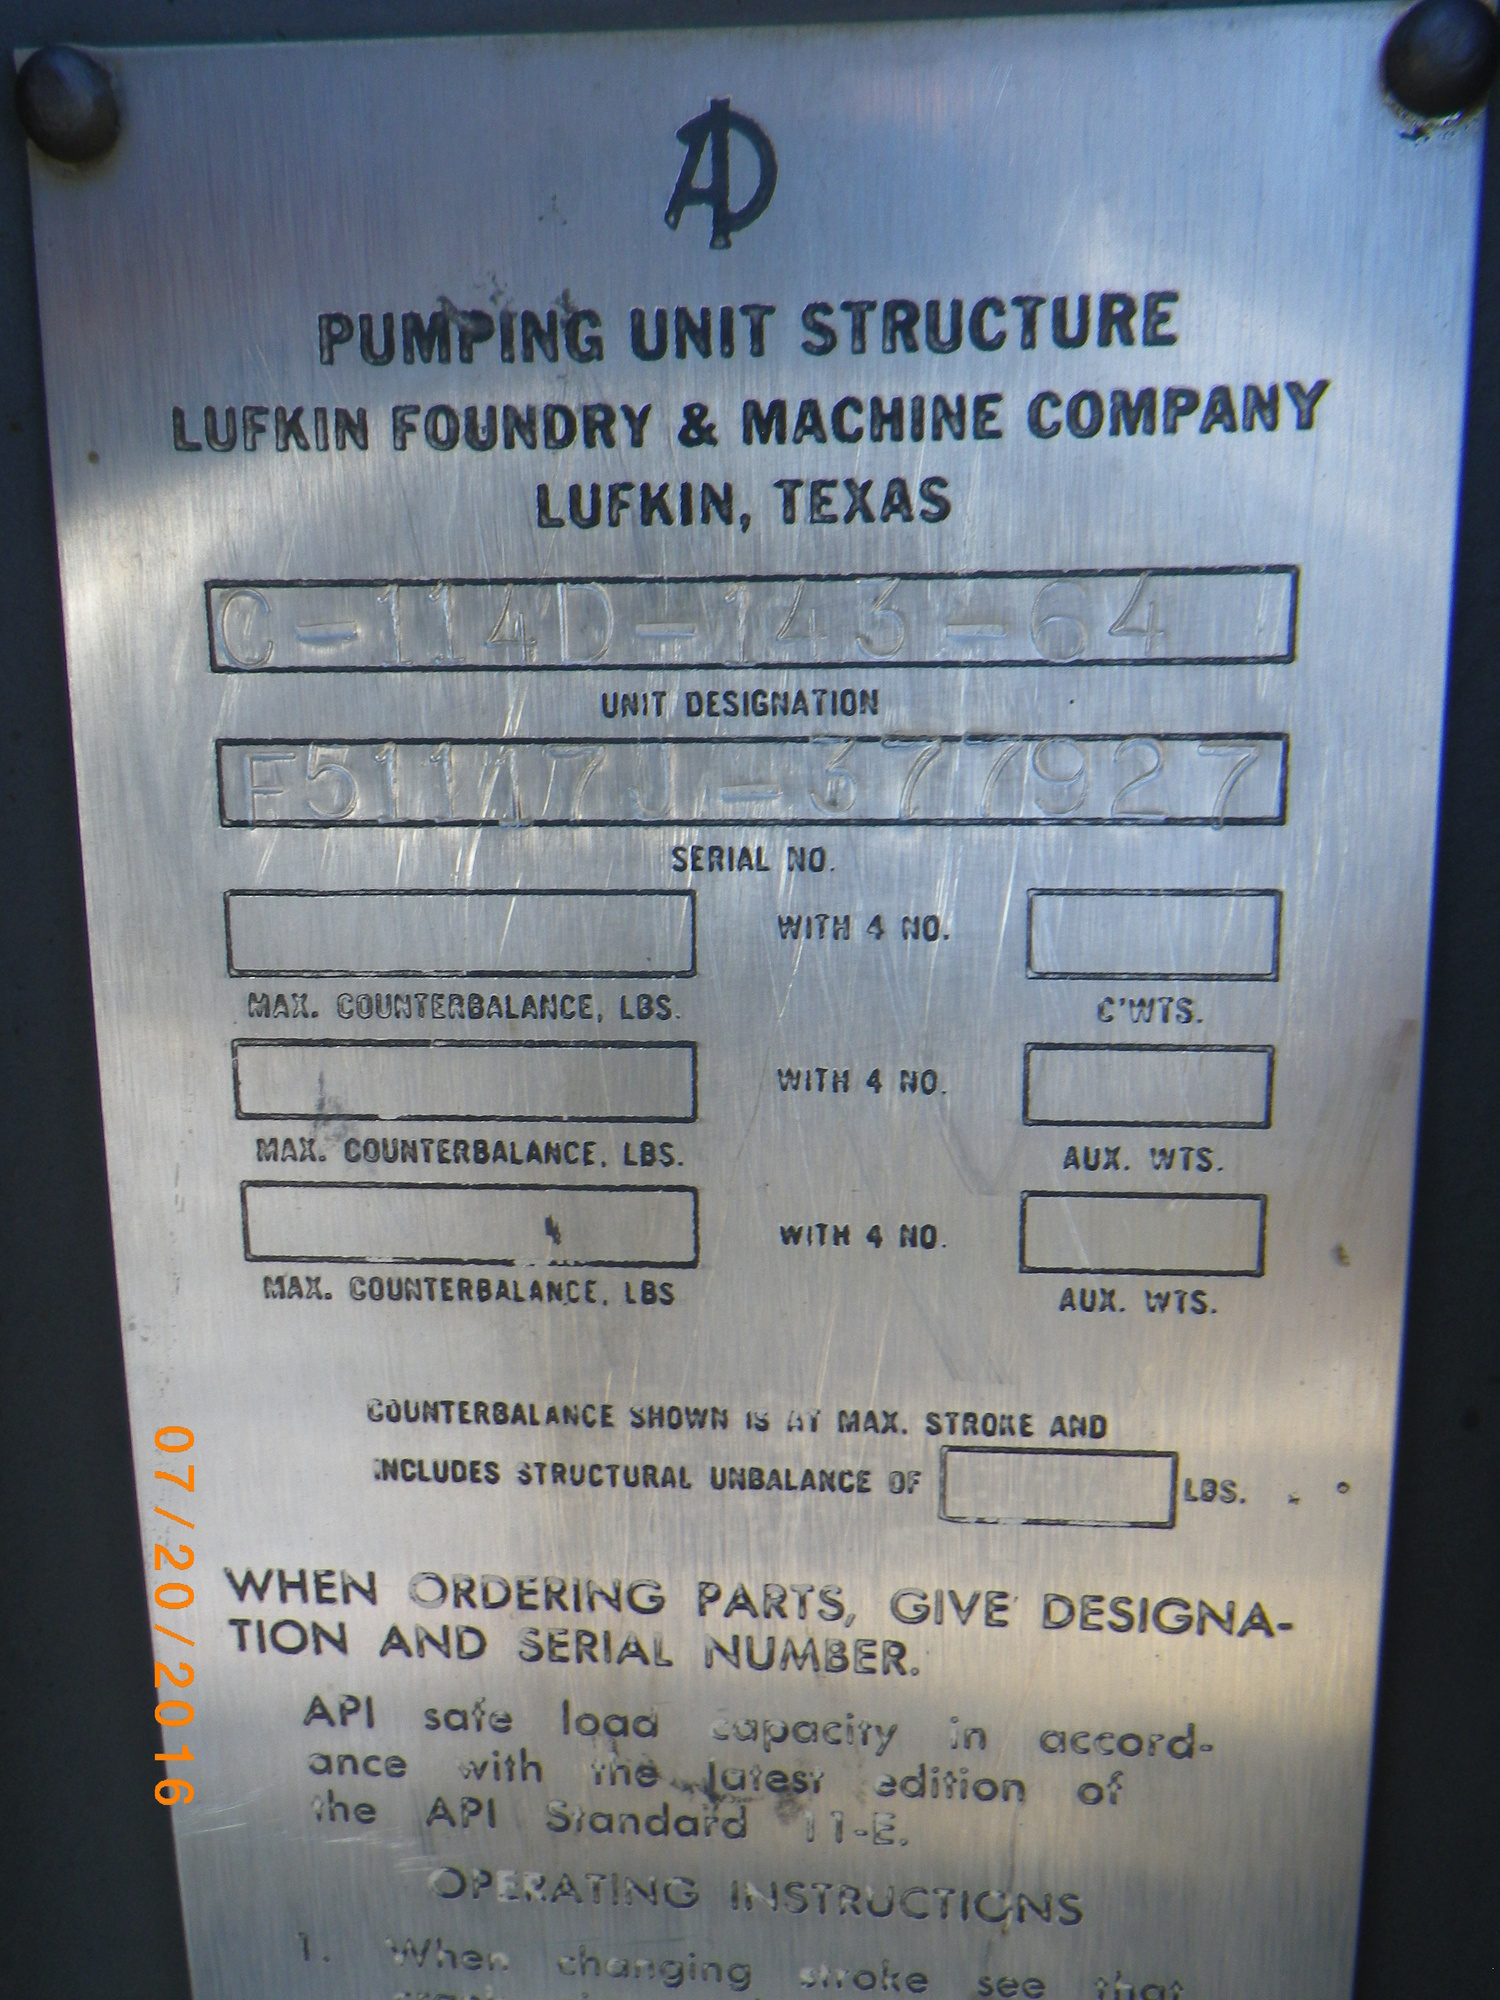 PUMPING UNIT STRUCTURE
LUFKIN FOUNDRY & MACHINE COMPANY
LUFKIN, TEXAS
C-114D-143-64
UNIT DESIGNATION
F51117J-377927
SERIAL NO.
WITH 4 NO.
MAX. COUNTERBALANCE, LBS. C'WTS.
WITH 4 NO.
MAX. COUNTERBALANCE, LBS. AUX. WTS.
WITH 4 NO.
MAX. COUNTERBALANCE, LBS AUX. WTS.
COUNTERBALANCE SHOWN IS AT MAX. STROKE AND
INCLUDES STRUCTURAL UNBALANCE OF LBS.
WHEN ORDERING PARTS, GIVE DESIGNA-
TION AND SERIAL NUMBER.
API safe load capacity in accord-
ance with the latest edition of
the API Standard 11-E.
OPERATING INSTRUCTIONS
1. When changing stroke see that
07/20/2016